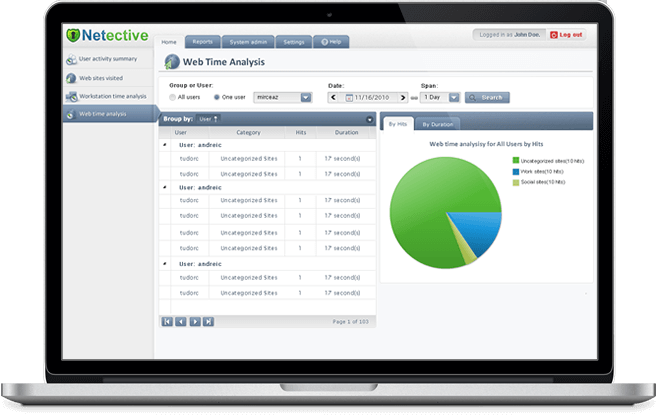 Netective
Logged in as John Doe. Log out
Home Reports System admin Settings Help
User activity summary
Web sites visited
Workstation time analysis
Web time analysis
Web Time Analysis
Group or User: Date: Span:
All users One user mirceaz 11/16/2010 1 Day Search
Group by: User
User Category Hits Duration
User: andreic
tudorc Uncategorized Sites 1 17 second(s)
tudorc Uncategorized Sites 1 17 second(s)
User: andreic
tudorc Uncategorized Sites 1 17 second(s)
tudorc Uncategorized Sites 1 17 second(s)
tudorc Uncategorized Sites 1 17 second(s)
tudorc Uncategorized Sites 1 17 second(s)
User: andreic
tudorc Uncategorized Sites 1 17 second(s)
tudorc Uncategorized Sites 1 17 second(s)
Page 1 of 103
By Hits By Duration
Web time analysisy for All Users by Hits
Uncategorized sites(10 hits)
Work sites(10 hits)
Social sites(10 hits)